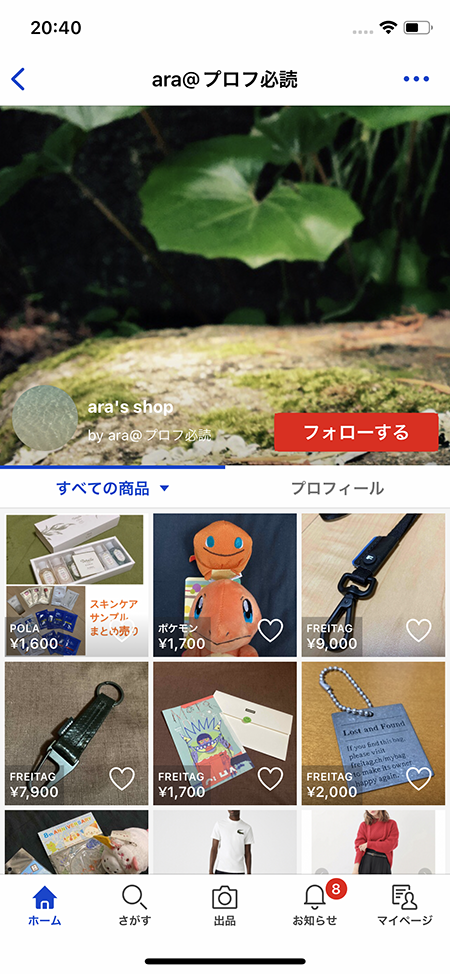 20:40
ara@プロフ必読
ara's shop
by ara@プロフ必読
フォローする
すべての商品
プロフィール
スキンケア
サンプル
まとめ売り
POLA
¥1,600
ポケモン
¥1,700
FREITAG
¥9,000
FREITAG
¥7,900
FREITAG
¥1,700
Lost and Found
If you find this bag,
please visit
freitag.ch/mybag
to make its owner
happy again.
FREITAG
¥2,000
8
ホーム
さがす
出品
お知らせ
マイページ